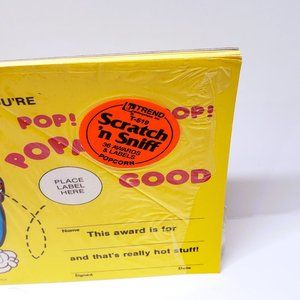 U'RE
POP!
OP!
POP
GOOD
TREND
T-619
Scratch
'n Sniff
36 AWARDS
& LABELS
POPCORN
PLACE
LABEL
HERE
Name This award is for
and that's really hot stuff!
Signed Date